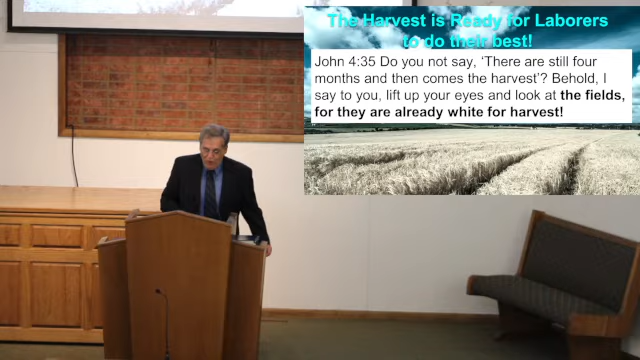 The Harvest is Ready for Laborers
to do their best!
John 4:35 Do you not say, ‘There are still four
months and then comes the harvest’? Behold, I
say to you, lift up your eyes and look at the fields,
for they are already white for harvest!